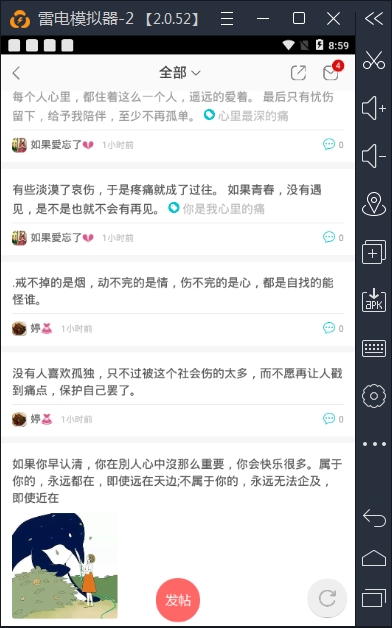 雷电模拟器-2 【2.0.52】
8:59
全部
4
每个人心里，都住着这么一个人，遥远的爱着。 最后只有忧伤
留下，给予我陪伴，至少不再孤单。 心里最深的痛
如果愛忘了 1小时前 0
有些淡漠了哀伤，于是疼痛就成了过往。 如果青春，没有遇
见，是不是也就不会有再见。 你是我心里的痛
如果愛忘了 1小时前 0
.戒不掉的是烟，动不完的是情，伤不完的是心，都是自找的能
怪谁。
婷 1小时前 0
没有人喜欢孤独，只不过被这个社会伤的太多，而不愿再让人戳
到痛点，保护自己罢了。
婷 1小时前 0
如果你早认清，你在别人心中沒那么重要，你会快乐很多。属于
你的，永远都在，即使远在天边;不属于你的，永远无法企及，
即使近在
发帖
APK